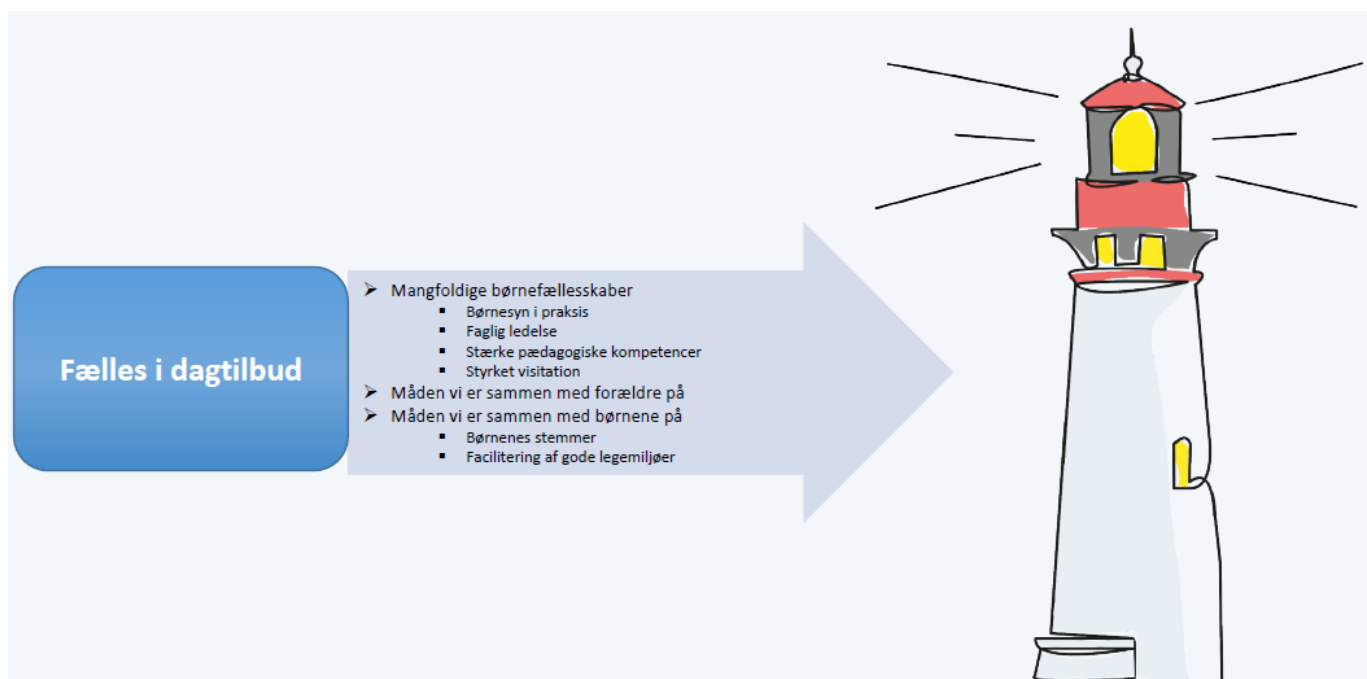 Fælles i dagtilbud
➢ Mangfoldige børnefællesskaber
▪ Børnesyn i praksis
▪ Faglig ledelse
▪ Stærke pædagogiske kompetencer
▪ Styrket visitation
➢ Måden vi er sammen med forældre på
➢ Måden vi er sammen med børnene på
▪ Børnenes stemmer
▪ Facilitering af gode legemiljøer